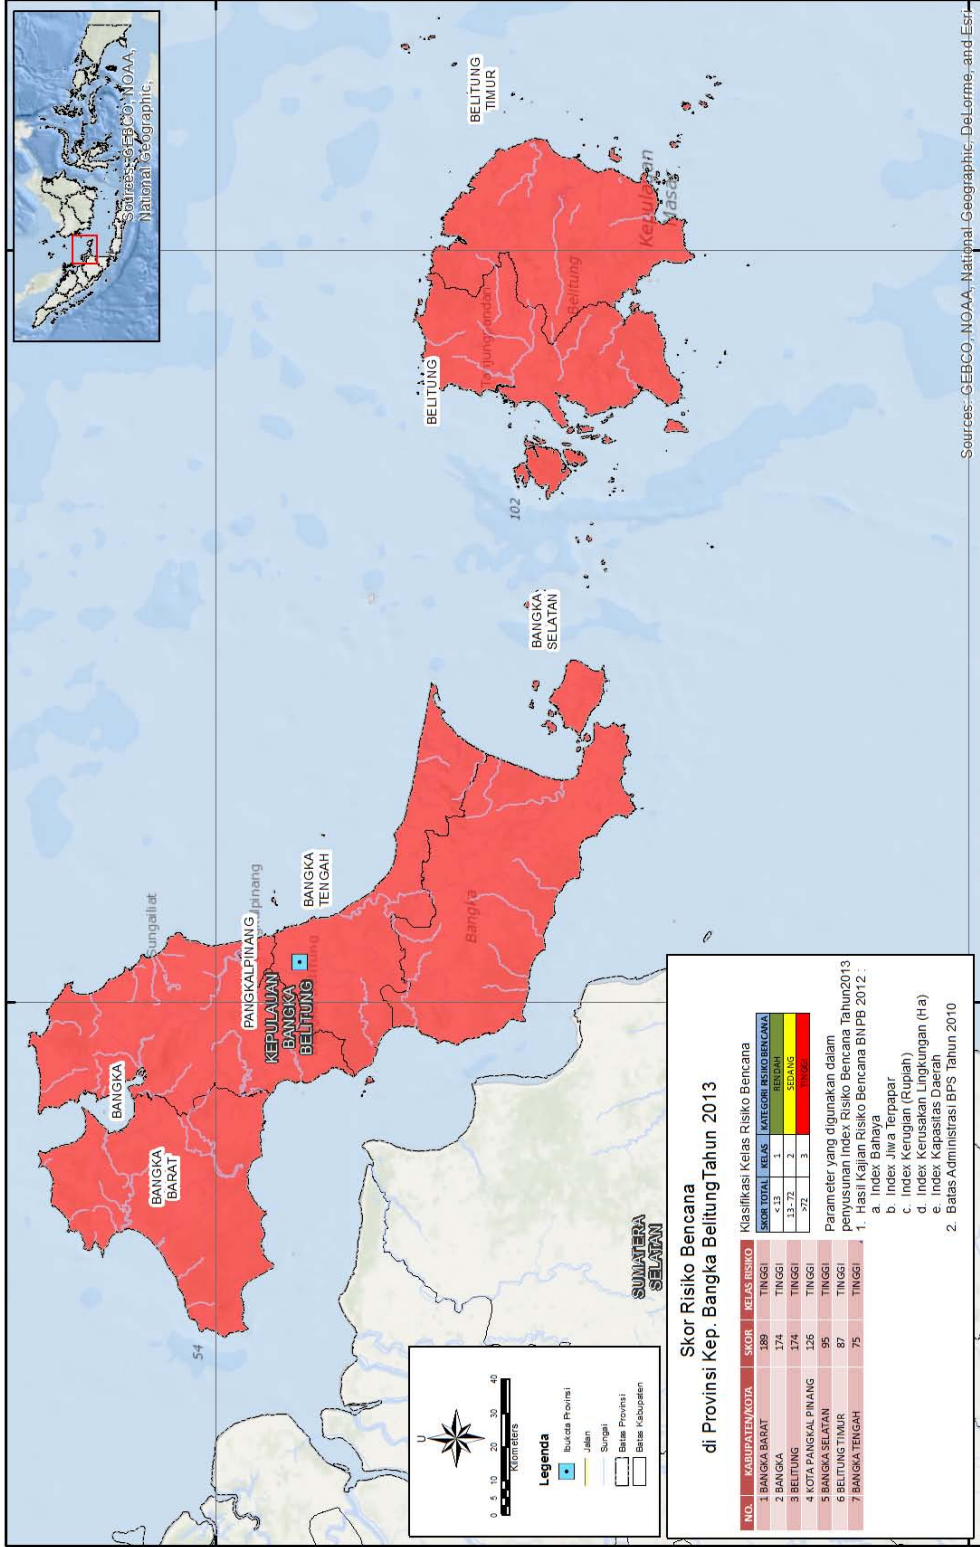 Sources: GEBCO, NOAA,
National Geographic,
Sungailiat
BANGKA
BANGKA
BARAT
PANGKALPINANG
KEPULAUAN
BANGKA
BELITUNG
BANGKA
TENGAH
Bangka
BANGKA
SELATAN
BELITUNG
BELITUNG
TIMUR
Belitung
Kepulauan
54
102
SUMATERA
SELATAN
U
0 5 10 20 30 40
Kilometers
Legenda
Ibukota Provinsi
Jalan
Sungai
Batas Provinsi
Batas Kabupaten
Skor Risiko Bencana
di Provinsi Kep. Bangka BelitungTahun 2013
NO. KABUPATEN/KOTA SKOR KELAS RISIKO
1 BANGKA BARAT 189 TINGGI
2 BANGKA 174 TINGGI
3 BELITUNG 174 TINGGI
4 KOTA PANGKAL PINANG 126 TINGGI
5 BANGKA SELATAN 95 TINGGI
6 BELITUNG TIMUR 87 TINGGI
7 BANGKA TENGAH 75 TINGGI
Klasifikasi Kelas Risiko Bencana
SKOR TOTAL KELAS KATEGORI RISIKO BENCANA
< 13 1 RENDAH
13 - 72 2 SEDANG
>72 3 TINGGI
Parameter yang digunakan dalam
penyusunan Index Risiko Bencana Tahun2013
1. Hasil Kajian Risiko Bencana BNPB 2012 :
a. Index Bahaya
b. Index Jiwa Terpapar
c. Index Kerugian (Rupiah)
d. Index Kerusakan Lingkungan (Ha)
e. Index Kapasitas Daerah
2. Batas Administrasi BPS Tahun 2010
Sources: GEBCO, NOAA, National Geographic, DeLorme, and Esri